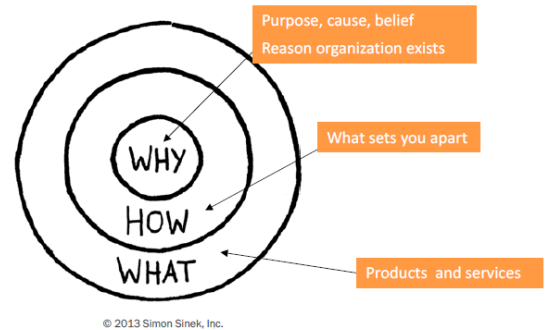 Purpose, cause, belief
Reason organization exists
What sets you apart
WHY
HOW
WHAT
Products and services
© 2013 Simon Sinek, Inc.